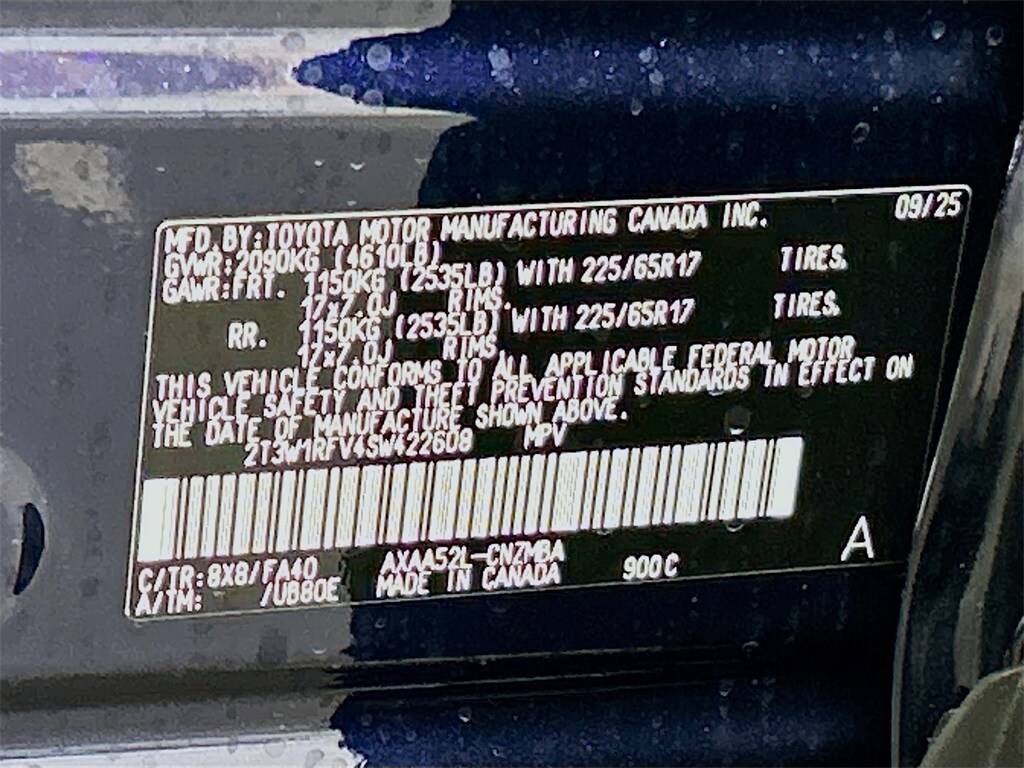 MFD. BY: TOYOTA MOTOR MANUFACTURING CANADA INC. 09/25
GVWR: 2090KG (4610LB)
GAWR: FRT. 1150KG (2535LB) WITH 225/65R17 TIRES,
17x7.0J RIMS.
RR. 1150KG (2535LB) WITH 225/65R17 TIRES,
17x7.0J RIMS
THIS VEHICLE CONFORMS TO ALL APPLICABLE FEDERAL MOTOR
VEHICLE SAFETY AND THEFT PREVENTION STANDARDS IN EFFECT ON
THE DATE OF MANUFACTURE SHOWN ABOVE.
2T3W1RFV4SW422608 MPV
A
C/TR: 8X8/FA40 AXAA52L-CNZMBA 900C
A/TM: /UB80E MADE IN CANADA